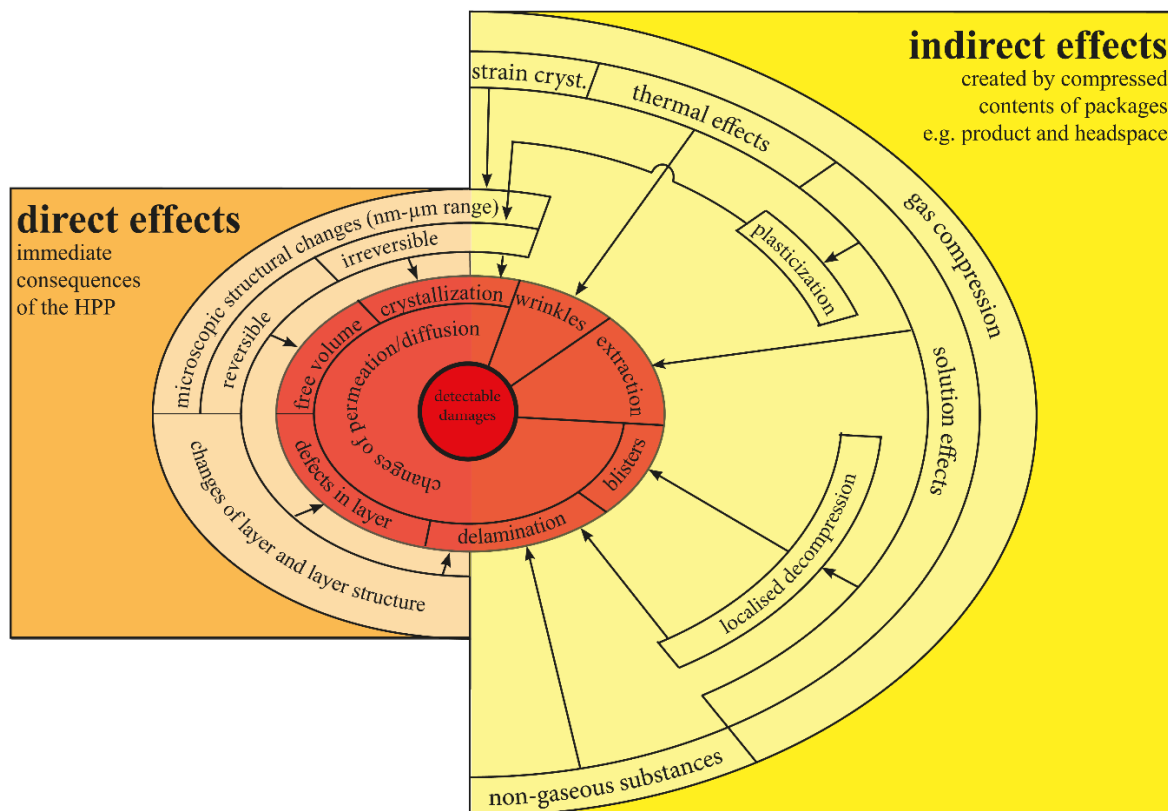 direct effects
immediate
consequences
of the HPP
indirect effects
created by compressed
contents of packages
e.g. product and headspace
strain cryst.
thermal effects
gas compression
plasticization
solution effects
localised decompression
non-gaseous substances
microscopic structural changes (nm-μm range)
irreversible
reversible
changes of layer and layer structure
crystallization
free volume
wrinkles
extraction
blisters
delamination
defects in layer
changes of permeation/diffusion
detectable
damages